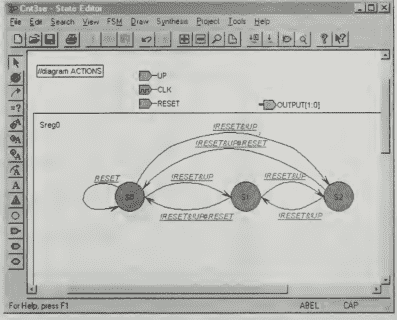 Cnt3se - State Editor
File Edit Search View FSM Draw Synthesis Project Tools Help
//diagram ACTIONS
UP
CLK
RESET
OUTPUT[1:0]
Sreg0
!RESET&!UP
!RESET&UP#RESET
RESET
!RESET&UP
!RESET&UP
S0
S1
S2
!RESET&!UP#RESET
!RESET&!UP
For Help, press F1
ABEL
CAP